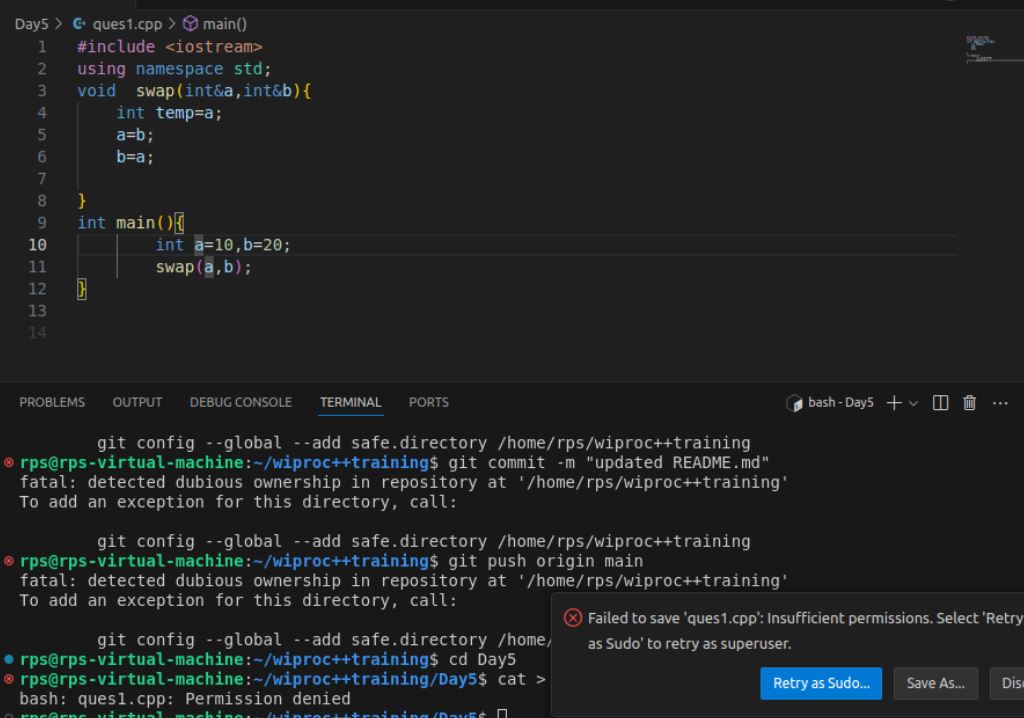 Day5 > ques1.cpp > main()
1 #include <iostream>
2 using namespace std;
3 void  swap(int&a,int&b){
4     int temp=a;
5     a=b;
6     b=a;
7
8 }
9 int main(){
10         int a=10,b=20;
11         swap(a,b);
12 }
13
14
PROBLEMS OUTPUT DEBUG CONSOLE TERMINAL PORTS bash - Day5
        git config --global --add safe.directory /home/rps/wiproc++training
rps@rps-virtual-machine:~/wiproc++training$ git commit -m "updated README.md"
fatal: detected dubious ownership in repository at '/home/rps/wiproc++training'
To add an exception for this directory, call:
        git config --global --add safe.directory /home/rps/wiproc++training
rps@rps-virtual-machine:~/wiproc++training$ git push origin main
fatal: detected dubious ownership in repository at '/home/rps/wiproc++training'
To add an exception for this directory, call:
        git config --global --add safe.directory /home/
rps@rps-virtual-machine:~/wiproc++training$ cd Day5
rps@rps-virtual-machine:~/wiproc++training/Day5$ cat >
bash: ques1.cpp: Permission denied
rps@rps-virtual-machine:~/wiproc++training/Day5$
Failed to save 'ques1.cpp': Insufficient permissions. Select 'Retry
as Sudo' to retry as superuser.
Retry as Sudo... Save As... Disc